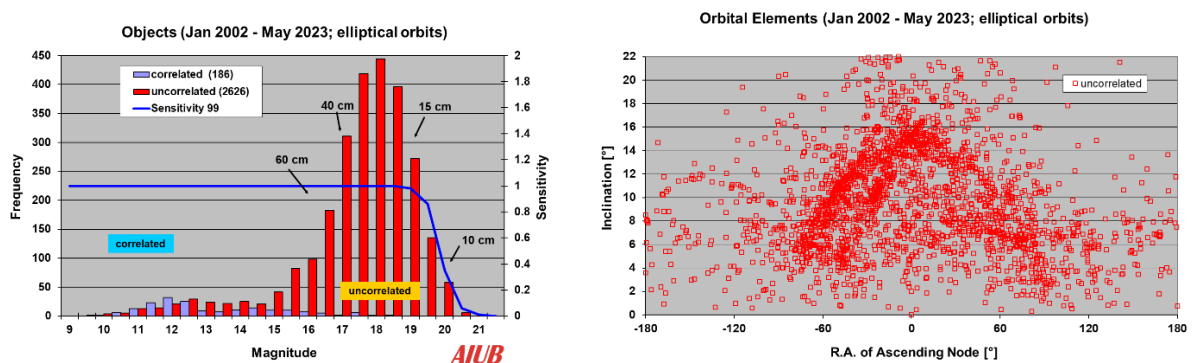 Objects (Jan 2002 - May 2023; elliptical orbits)
450
400
350
300
250
200
150
100
50
0
Frequency
correlated (186)
uncorrelated (2626)
Sensitivity 99
40 cm
15 cm
60 cm
10 cm
correlated
uncorrelated
2
1.8
1.6
1.4
1.2
1
0.8
0.6
0.4
0.2
0
Sensitivity
9 10 11 12 13 14 15 16 17 18 19 20 21
Magnitude
AIUB
Orbital Elements (Jan 2002 - May 2023; elliptical orbits)
22
20
18
16
14
12
10
8
6
4
2
0
Inclination [°]
uncorrelated
-180 -120 -60 0 60 120 180
R.A. of Ascending Node [°]